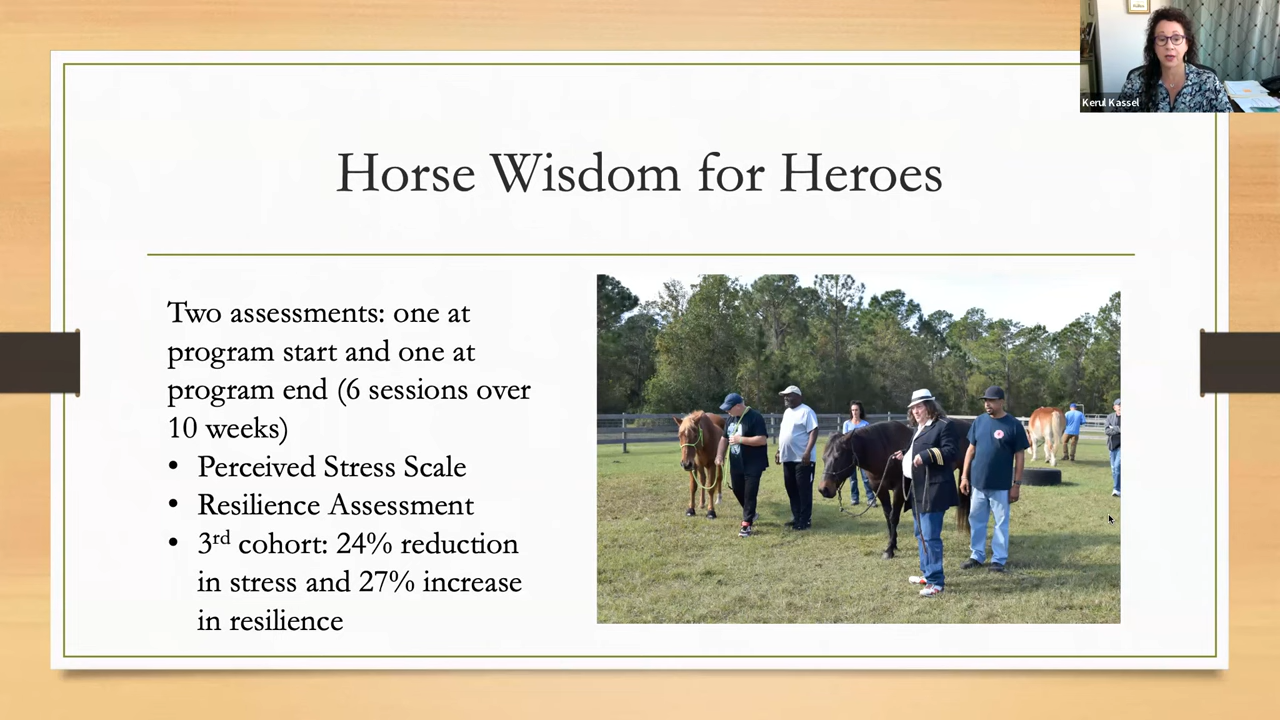 Kerul Kassel
Horse Wisdom for Heroes
Two assessments: one at
program start and one at
program end (6 sessions over
10 weeks)
• Perceived Stress Scale
• Resilience Assessment
• 3rd cohort: 24% reduction
in stress and 27% increase
in resilience